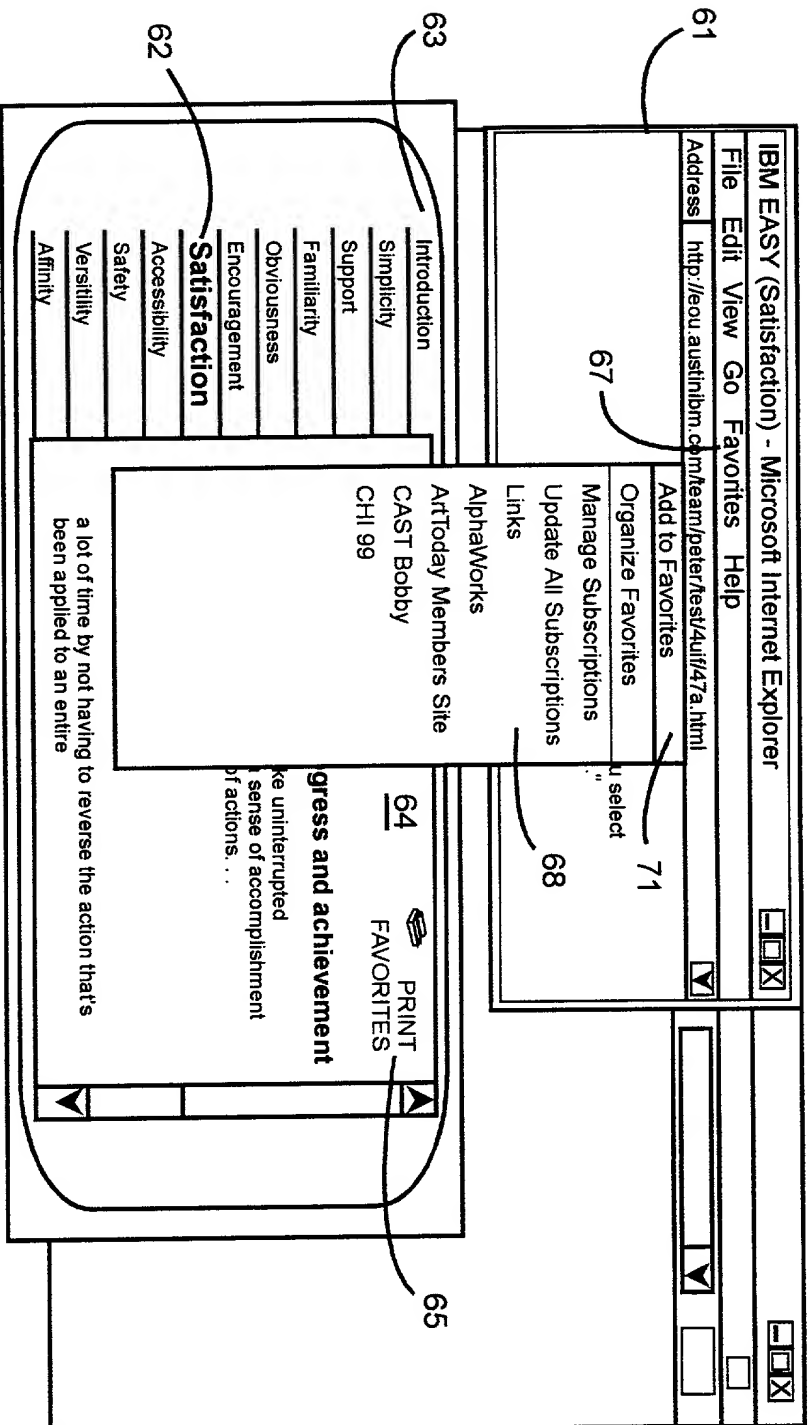 61
IBM EASY (Satisfaction) - Microsoft Internet Explorer
File Edit View Go Favorites Help
Address http://eou.austinibm.com/team/peter/test/4uif/47a.html
67
Add to Favorites
71
Organize Favorites
Manage Subscriptions
Update All Subscriptions
Links
AlphaWorks
ArtToday Members Site
CAST Bobby
CHI 99
68
u select
."
63
62
Introduction
Simplicity
Support
Familiarity
Obviousness
Encouragement
Satisfaction
Accessibility
Safety
Versitility
Affinity
64
PRINT
FAVORITES
65
gress and achievement
ke uninterrupted
sense of accomplishment
of actions. . .
a lot of time by not having to reverse the action that's
been applied to an entire